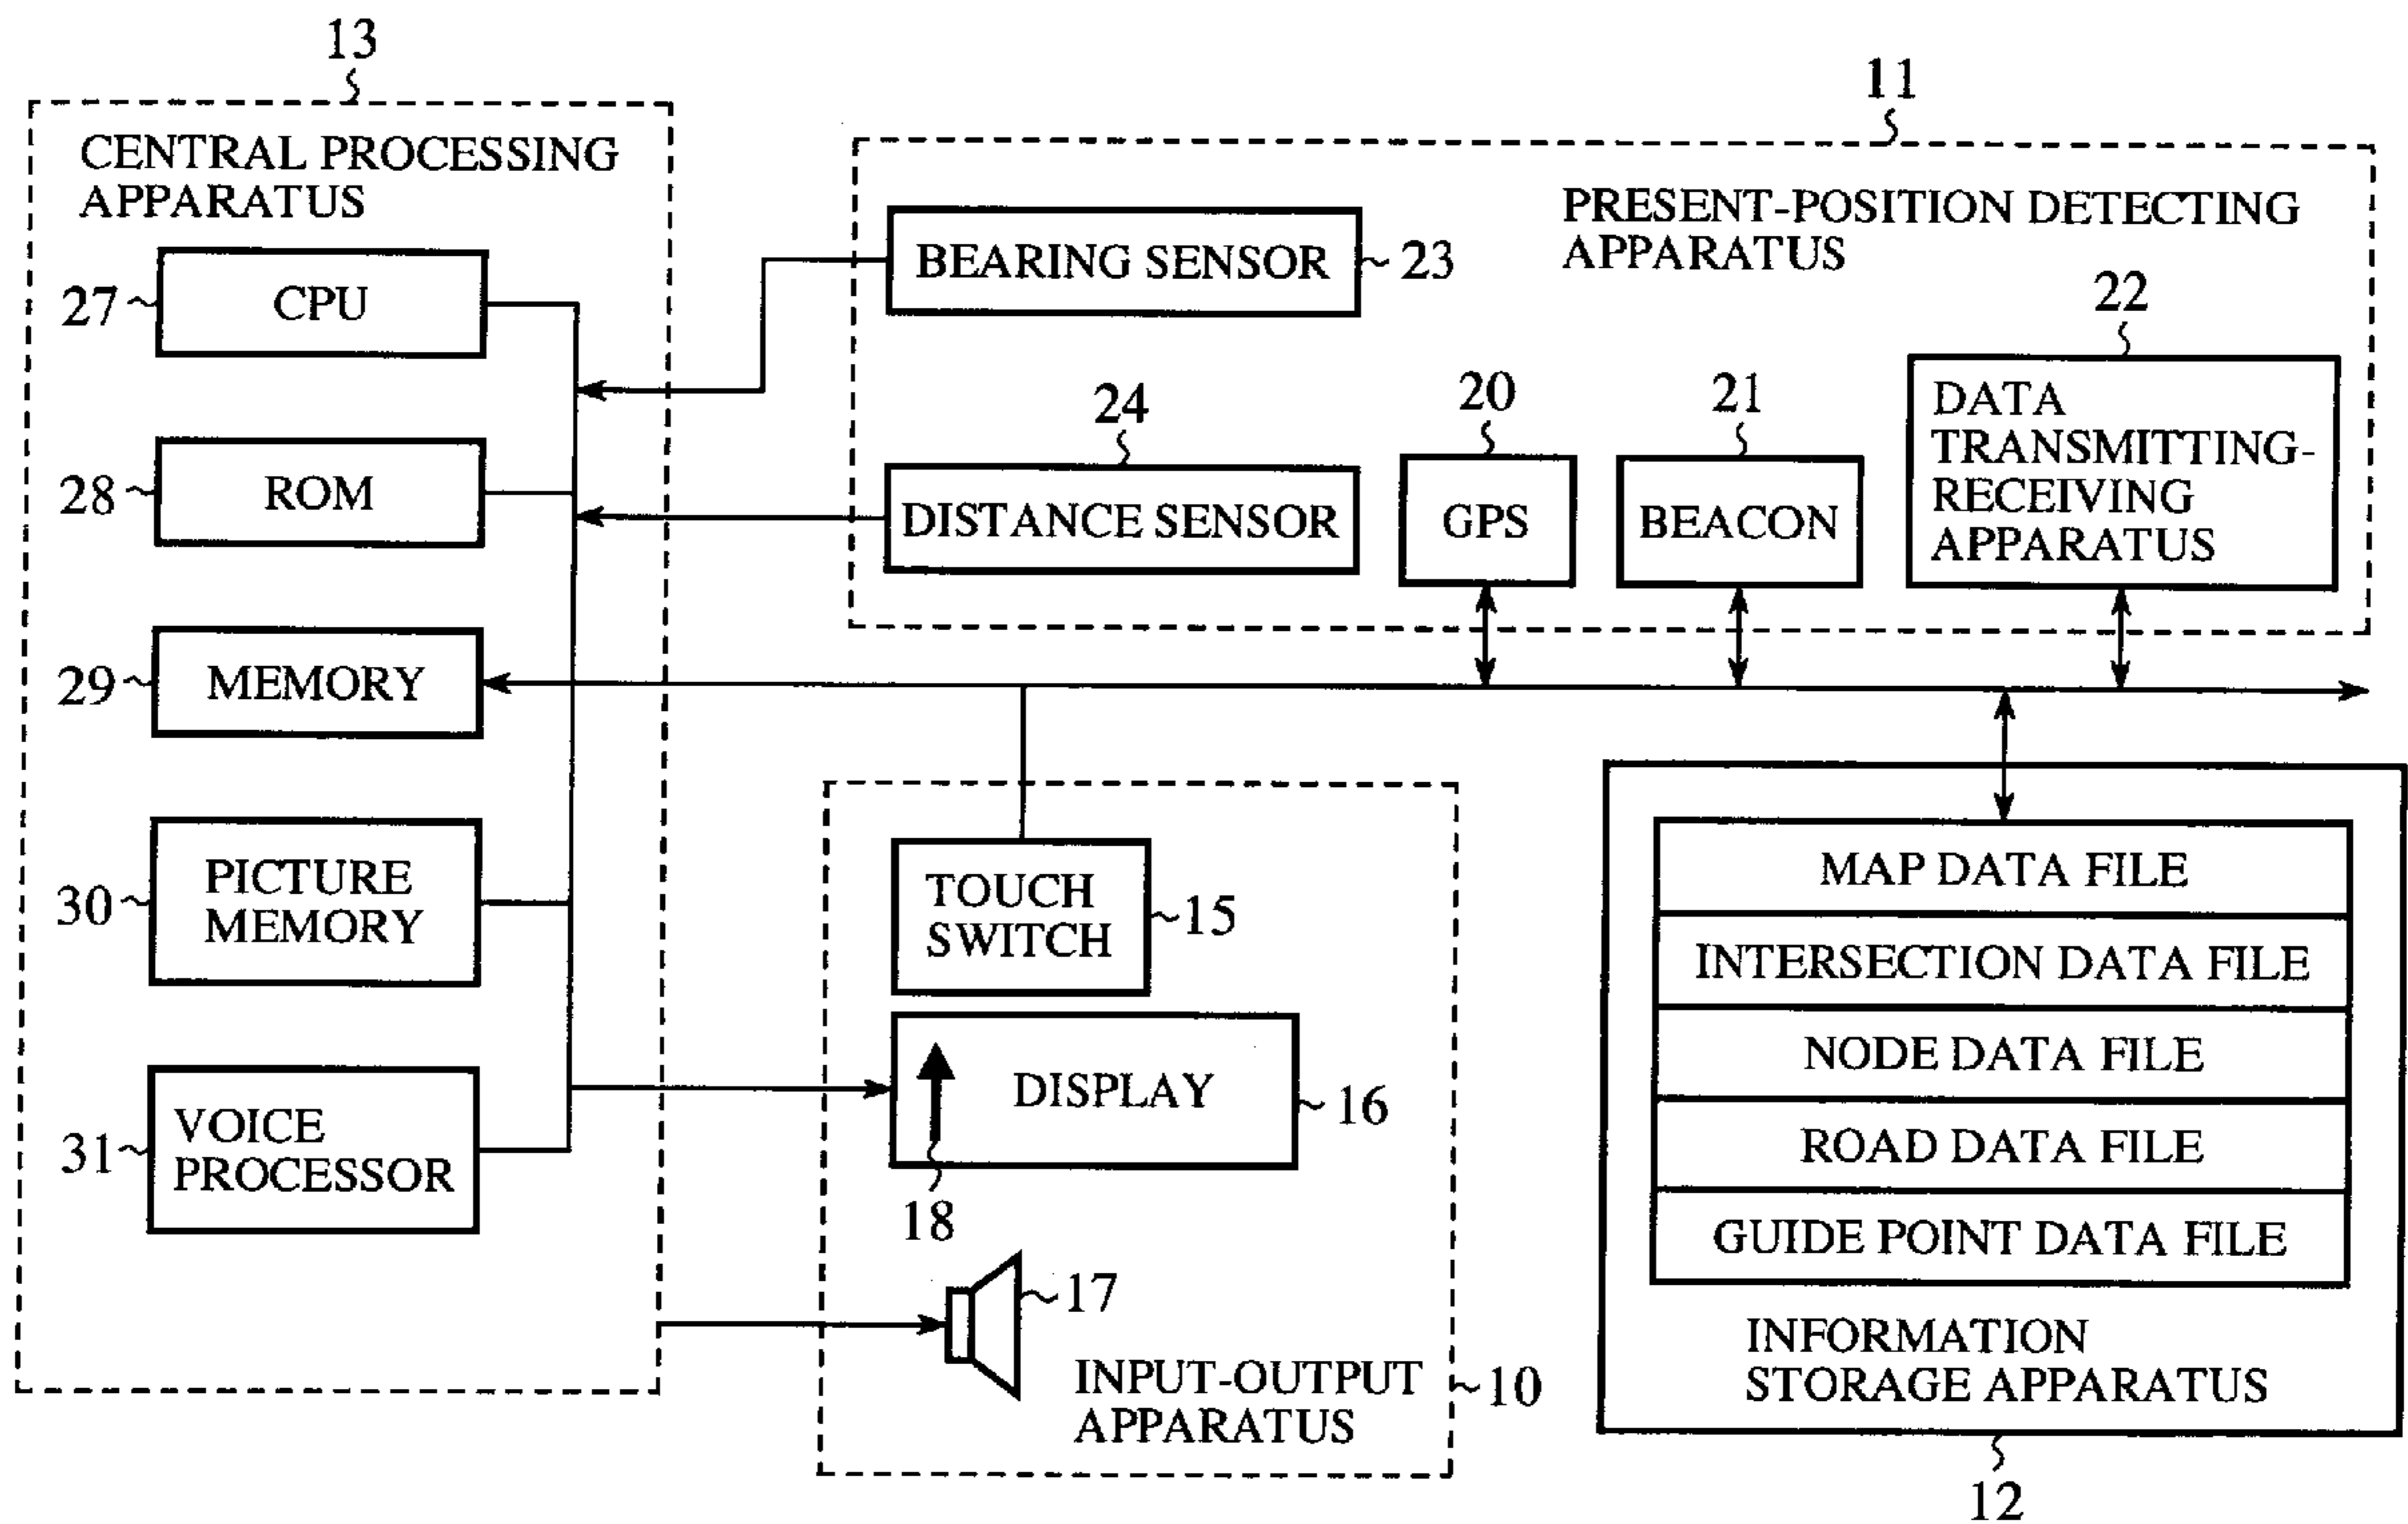 13
CENTRAL PROCESSING
APPARATUS
27
CPU
28
ROM
29
MEMORY
30
PICTURE
MEMORY
31
VOICE
PROCESSOR
11
PRESENT-POSITION DETECTING
APPARATUS
BEARING SENSOR
23
24
DISTANCE SENSOR
20
GPS
21
BEACON
22
DATA
TRANSMITTING-
RECEIVING
APPARATUS
TOUCH
SWITCH
15
DISPLAY
16
18
17
INPUT-OUTPUT
APPARATUS
10
MAP DATA FILE
INTERSECTION DATA FILE
NODE DATA FILE
ROAD DATA FILE
GUIDE POINT DATA FILE
INFORMATION
STORAGE APPARATUS
12